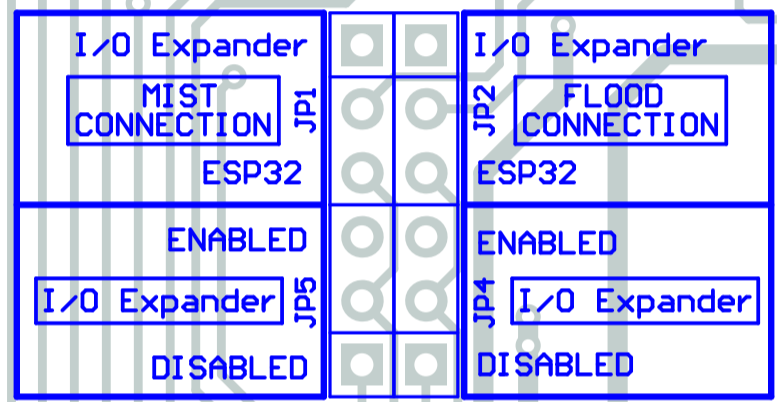 I/O Expander
MIST
CONNECTION
JP1
ESP32
I/O Expander
FLOOD
CONNECTION
JP2
ESP32
ENABLED
I/O Expander
JP5
DISABLED
ENABLED
I/O Expander
JP4
DISABLED